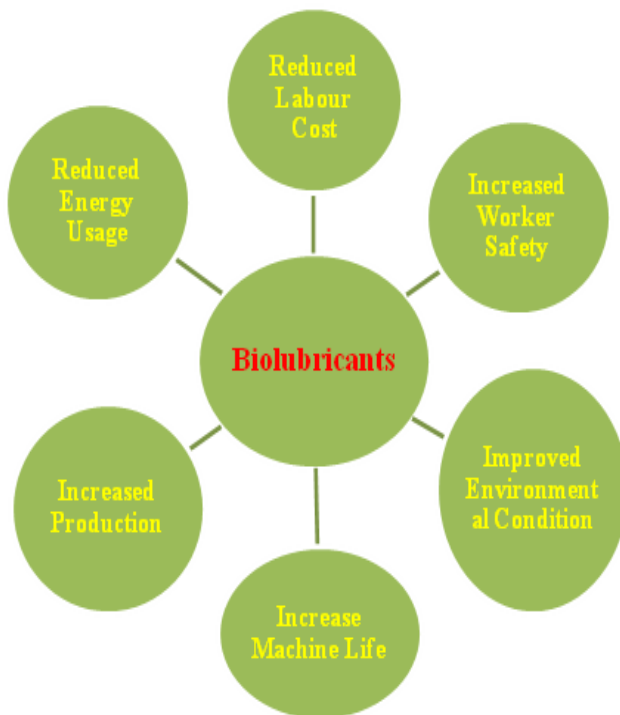 Reduced
Labour
Cost
Reduced
Energy
Usage
Increased
Worker
Safety
Biolubricants
Increased
Production
Improved
Environment
al Condition
Increase
Machine Life